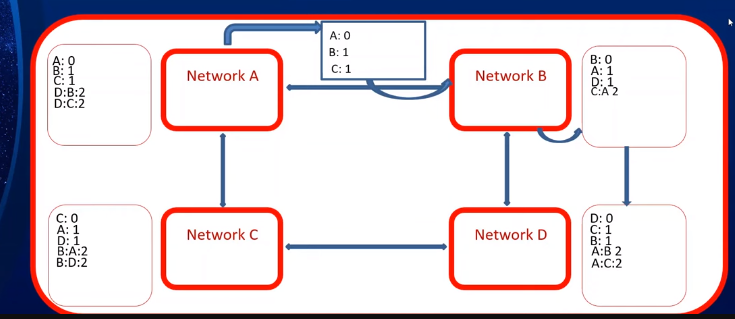 A: 0
B: 1
C: 1
D:B:2
D:C:2
Network A
A: 0
B: 1
C: 1
Network B
B: 0
A: 1
D: 1
C:A 2
C: 0
A: 1
D: 1
B:A:2
B:D:2
Network C
Network D
D: 0
C: 1
B: 1
A:B 2
A:C:2